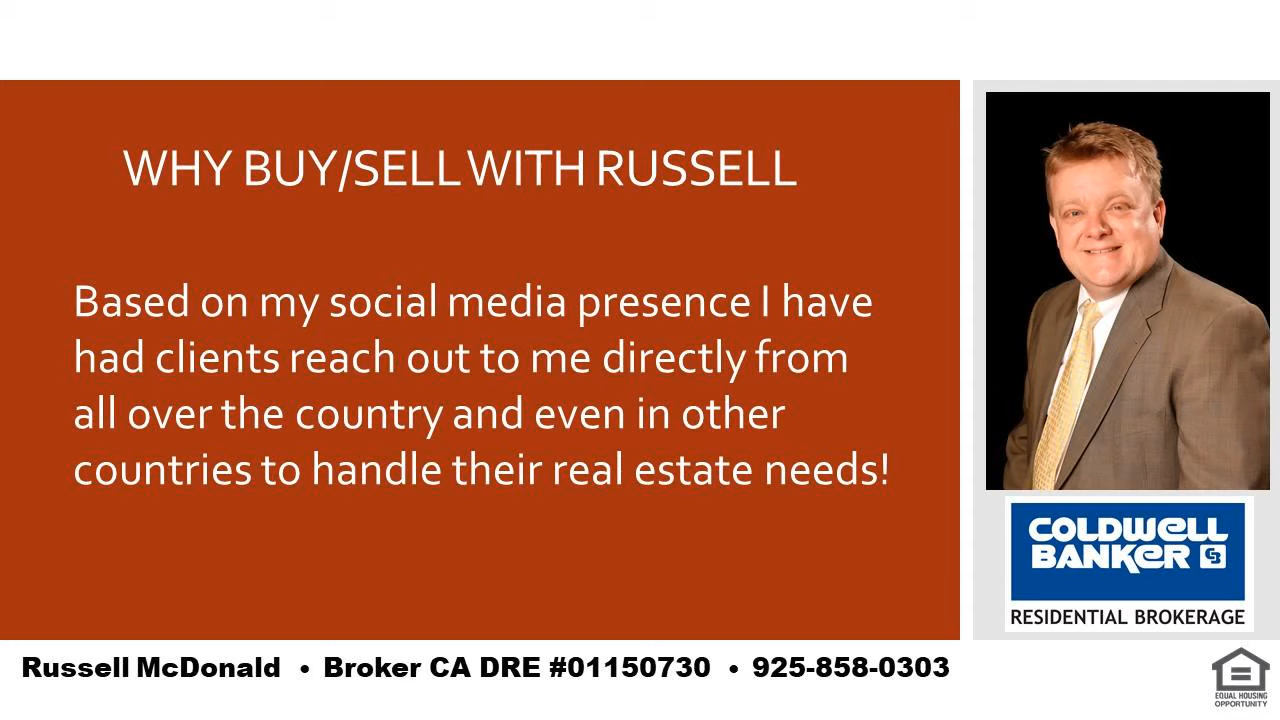 WHY BUY/SELL WITH RUSSELL
Based on my social media presence I have
had clients reach out to me directly from
all over the country and even in other
countries to handle their real estate needs!
COLDWELL
BANKER CB
RESIDENTIAL BROKERAGE
Russell McDonald • Broker CA DRE #01150730 • 925-858-0303
EQUAL HOUSING
OPPORTUNITY